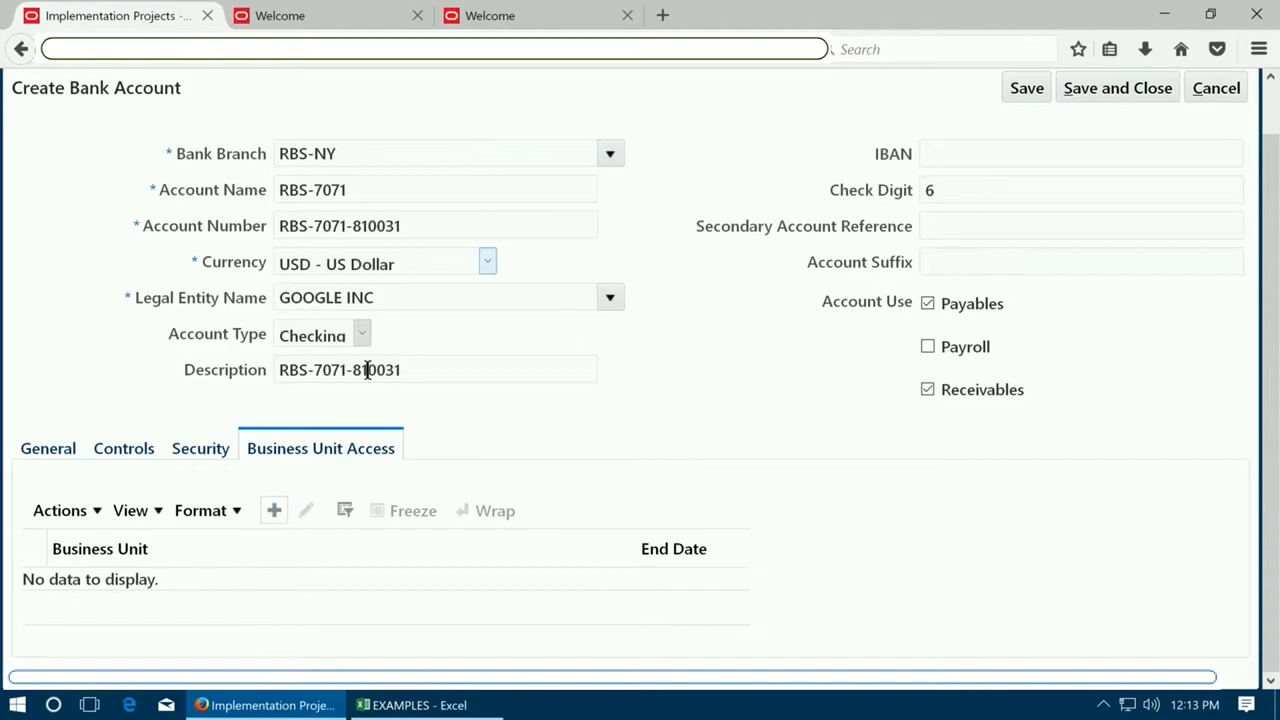 Implementation Projects -...
Welcome
Welcome
Search
Create Bank Account
Save
Save and Close
Cancel
* Bank Branch RBS-NY
* Account Name RBS-7071
* Account Number RBS-7071-810031
* Currency USD - US Dollar
* Legal Entity Name GOOGLE INC
Account Type Checking
Description RBS-7071-810031
IBAN
Check Digit 6
Secondary Account Reference
Account Suffix
Account Use Payables
Payroll
Receivables
General Controls Security Business Unit Access
Actions View Format Freeze Wrap
Business Unit End Date
No data to display.
Implementation Proje...
EXAMPLES - Excel
12:13 PM